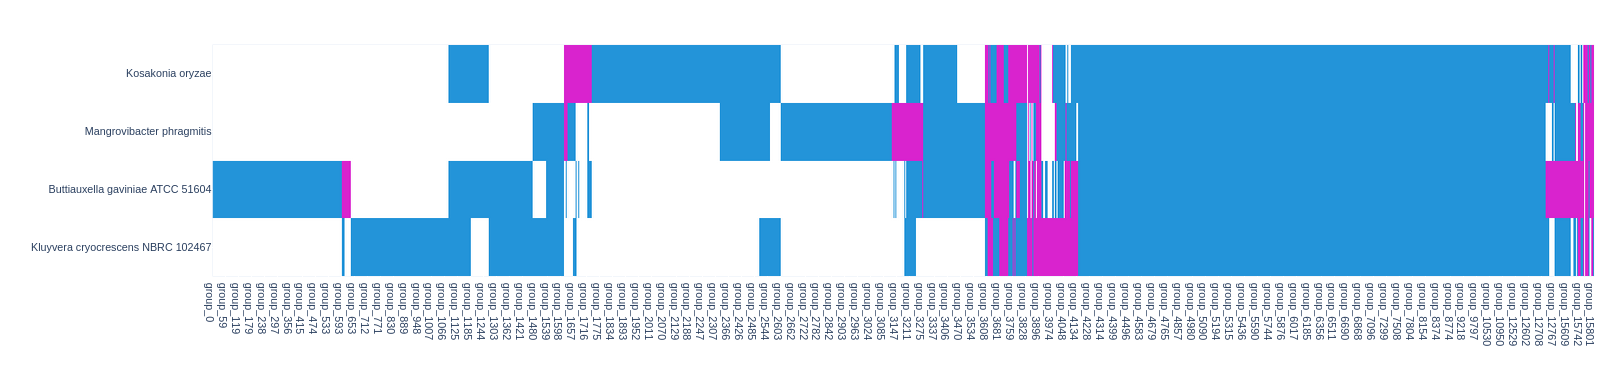 Kosakonia oryzae
Mangrovibacter phragmitis
Buttiauxella gaviniae ATCC 51604
Kluyvera cryocrescens NBRC 102467
group_0
group_59
group_119
group_179
group_238
group_297
group_356
group_415
group_474
group_533
group_593
group_653
group_712
group_771
group_830
group_889
group_948
group_1007
group_1066
group_1125
group_1185
group_1244
group_1303
group_1362
group_1421
group_1480
group_1539
group_1598
group_1657
group_1716
group_1775
group_1834
group_1893
group_1952
group_2011
group_2070
group_2129
group_2188
group_2247
group_2307
group_2366
group_2426
group_2485
group_2544
group_2603
group_2662
group_2722
group_2782
group_2842
group_2903
group_2963
group_3024
group_3085
group_3147
group_3211
group_3275
group_3337
group_3406
group_3470
group_3534
group_3608
group_3681
group_3759
group_3828
group_3896
group_3974
group_4048
group_4134
group_4228
group_4314
group_4399
group_4496
group_4583
group_4679
group_4765
group_4857
group_4980
group_5090
group_5194
group_5315
group_5436
group_5744
group_5876
group_6017
group_6185
group_6356
group_6511
group_6690
group_6868
group_7096
group_7299
group_7508
group_7804
group_8154
group_8374
group_8774
group_9218
group_9797
group_10530
group_10950
group_12529
group_12602
group_12708
group_12767
group_15609
group_15742
group_15801